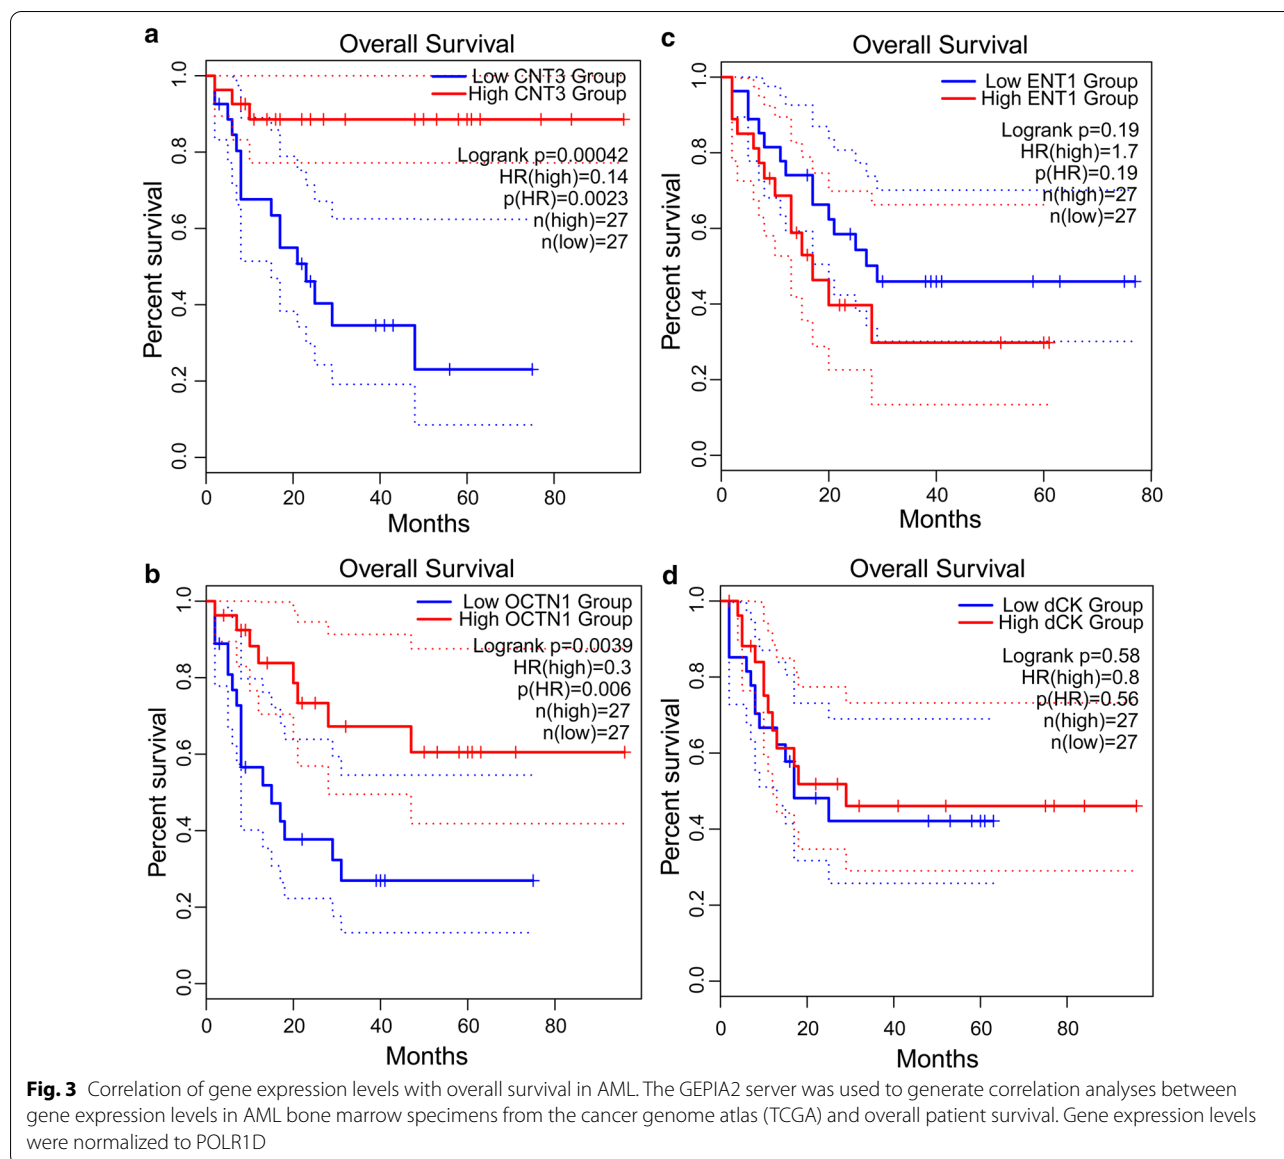 a
Overall Survival
Low CNT3 Group
High CNT3 Group
Logrank p=0.00042
HR(high)=0.14
p(HR)=0.0023
n(high)=27
n(low)=27
Percent survival
1.0
0.8
0.6
0.4
0.2
0.0
0 20 40 60 80
Months
c
Overall Survival
Low ENT1 Group
High ENT1 Group
Logrank p=0.19
HR(high)=1.7
p(HR)=0.19
n(high)=27
n(low)=27
Percent survival
1.0
0.8
0.6
0.4
0.2
0.0
0 20 40 60 80
Months
b
Overall Survival
Low OCTN1 Group
High OCTN1 Group
Logrank p=0.0039
HR(high)=0.3
p(HR)=0.006
n(high)=27
n(low)=27
Percent survival
1.0
0.8
0.6
0.4
0.2
0.0
0 20 40 60 80
Months
d
Overall Survival
Low dCK Group
High dCK Group
Logrank p=0.58
HR(high)=0.8
p(HR)=0.56
n(high)=27
n(low)=27
Percent survival
1.0
0.8
0.6
0.4
0.2
0.0
0 20 40 60 80
Months
Fig. 3 Correlation of gene expression levels with overall survival in AML. The GEPIA2 server was used to generate correlation analyses between
gene expression levels in AML bone marrow specimens from the cancer genome atlas (TCGA) and overall patient survival. Gene expression levels
were normalized to POLR1D